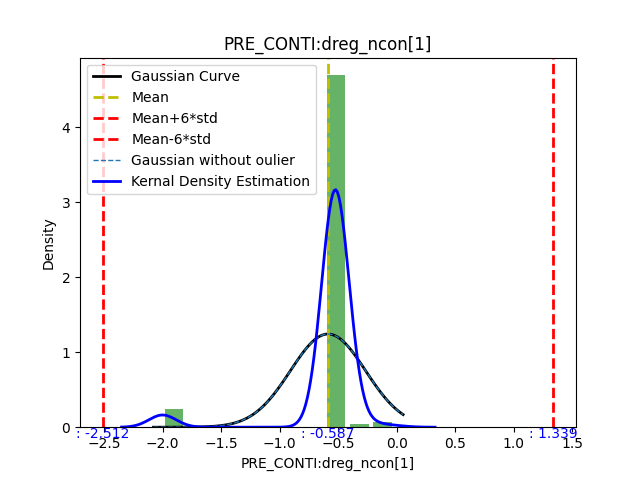 PRE_CONTI:dreg_ncon[1]
Gaussian Curve
Mean
Mean+6*std
Mean-6*std
Gaussian without oulier
Kernal Density Estimation
Density
4
3
2
1
0
: -2.512 : -0.587 : 1.339
−2.5 −2.0 −1.5 −1.0 −0.5 0.0 0.5 1.0 1.5
PRE_CONTI:dreg_ncon[1]